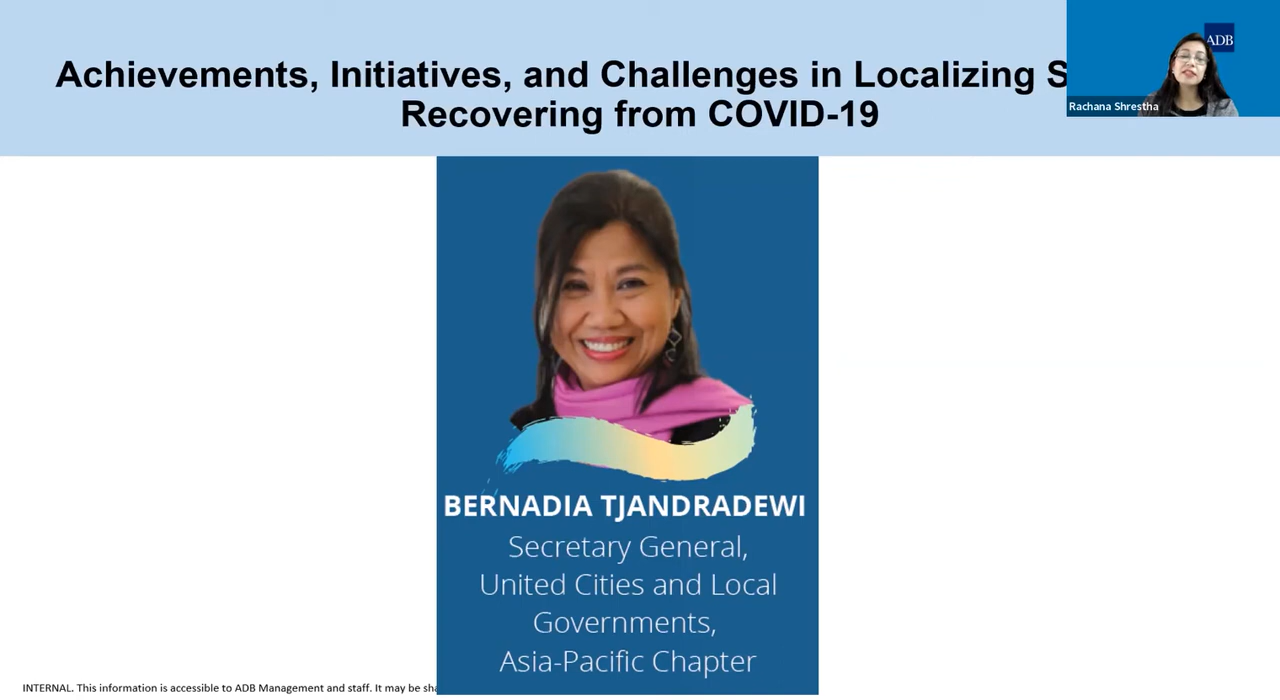 Achievements, Initiatives, and Challenges in Localizing
Recovering from COVID-19
ADB
Rachana Shrestha
BERNADIA TJANDRADEWI
Secretary General,
United Cities and Local
Governments,
Asia-Pacific Chapter
INTERNAL. This information is accessible to ADB Management and staff. It may be